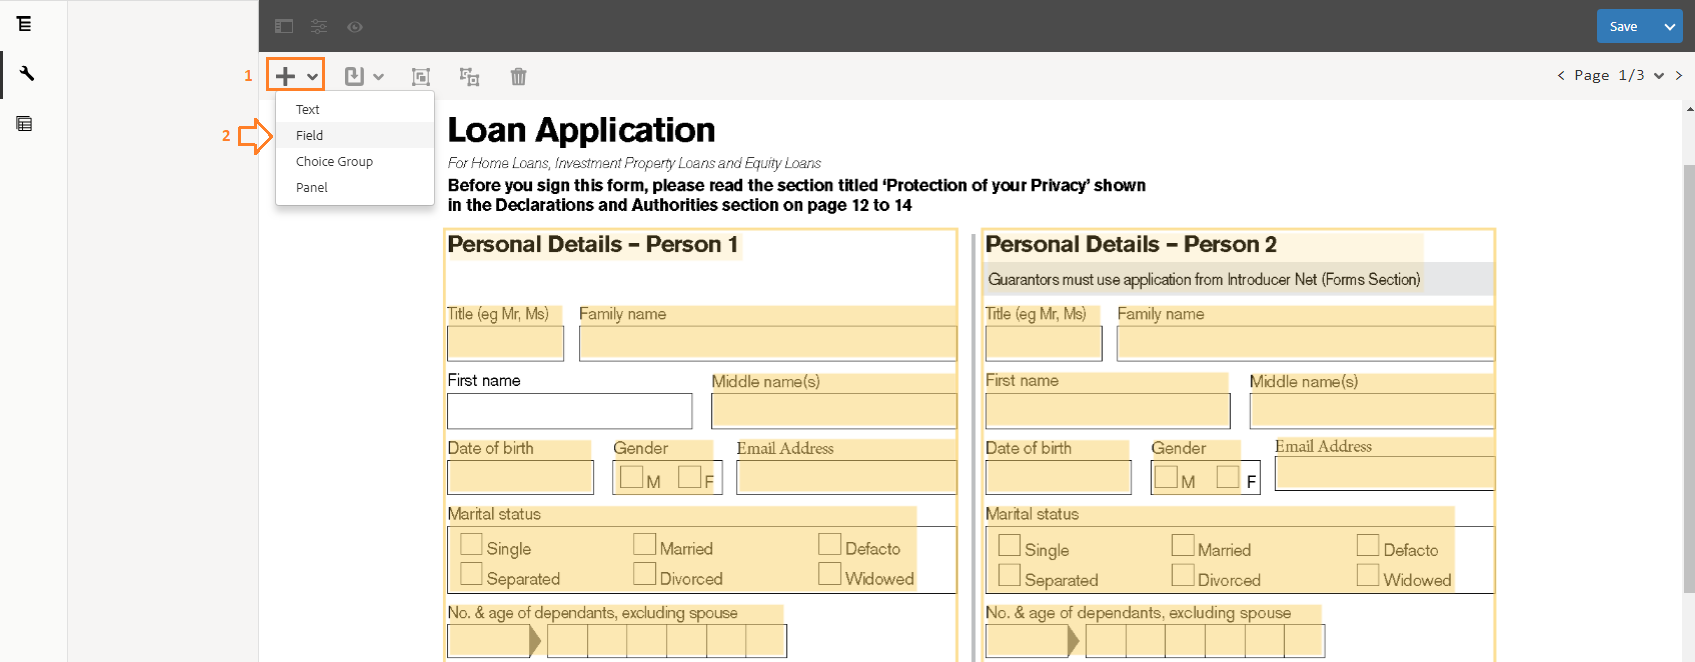 Save
1
< Page 1/3 >
Text
2
Field
Choice Group
Panel
Loan Application
For Home Loans, Investment Property Loans and Equity Loans
Before you sign this form, please read the section titled ‘Protection of your Privacy’ shown
in the Declarations and Authorities section on page 12 to 14
Personal Details – Person 1
Personal Details – Person 2
Guarantors must use application from Introducer Net (Forms Section)
Title (eg Mr, Ms) Family name
Title (eg Mr, Ms) Family name
First name Middle name(s)
First name Middle name(s)
Date of birth Gender Email Address
Date of birth Gender Email Address
M F
M F
Marital status
Marital status
Single Married Defacto
Single Married Defacto
Separated Divorced Widowed
Separated Divorced Widowed
No. & age of dependants, excluding spouse
No. & age of dependants, excluding spouse